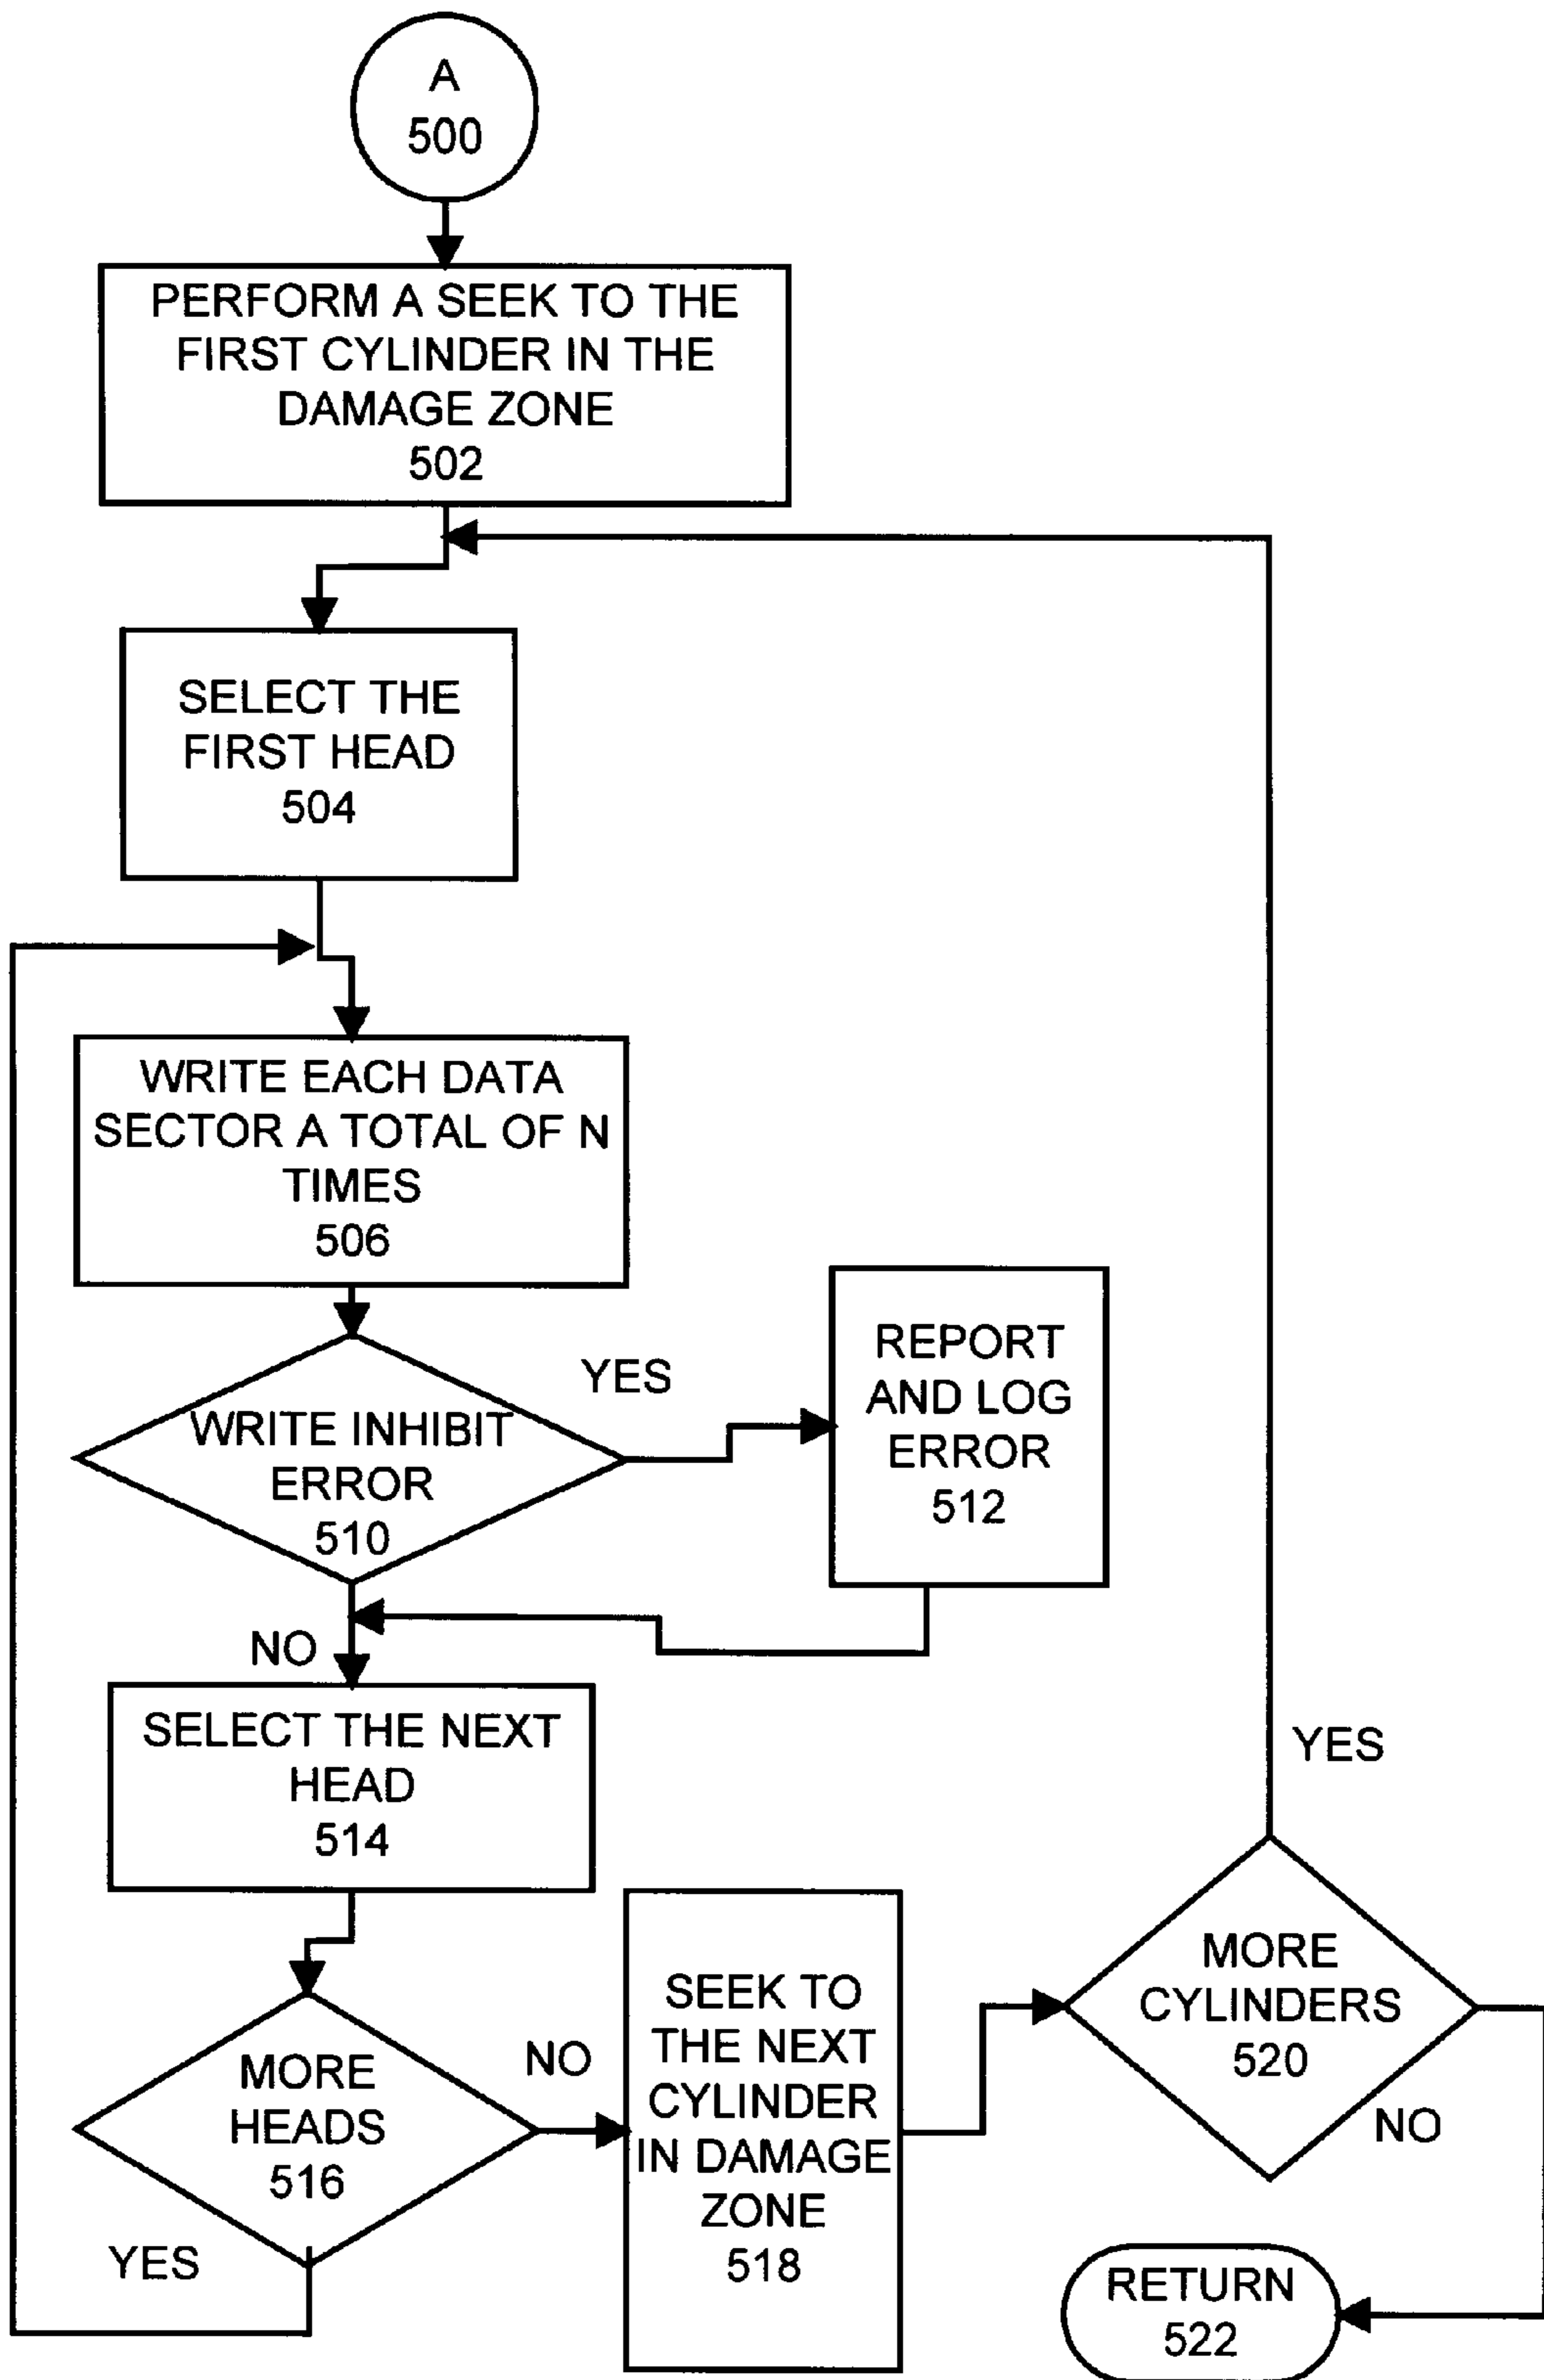 A
500
PERFORM A SEEK TO THE
FIRST CYLINDER IN THE
DAMAGE ZONE
502
SELECT THE
FIRST HEAD
504
WRITE EACH DATA
SECTOR A TOTAL OF N
TIMES
506
WRITE INHIBIT
ERROR
510
YES
REPORT
AND LOG
ERROR
512
NO
SELECT THE NEXT
HEAD
514
MORE
HEADS
516
YES
NO
SEEK TO
THE NEXT
CYLINDER
IN DAMAGE
ZONE
518
MORE
CYLINDERS
520
YES
NO
RETURN
522